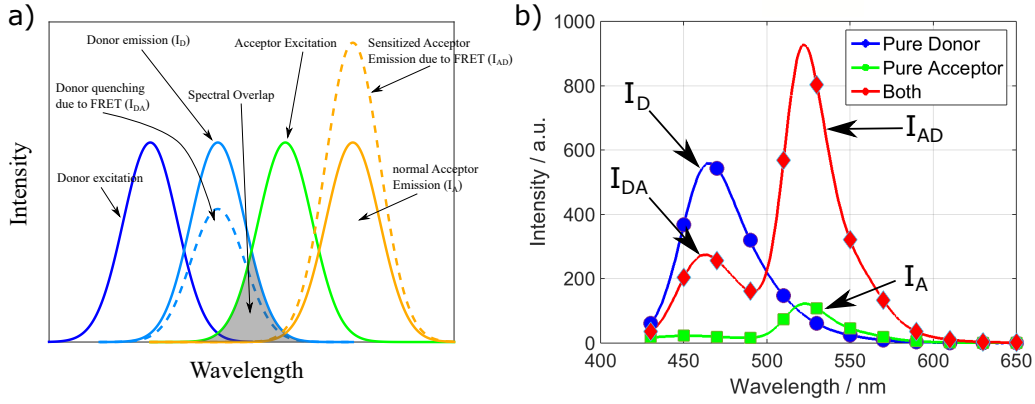 a)
Donor emission (I_D)
Acceptor Excitation
Sensitized Acceptor
Emission due to FRET (I_AD)
Donor quenching
due to FRET (I_DA)
Spectral Overlap
Donor excitation
normal Acceptor
Emission (I_A)
Intensity
Wavelength
b)
1000
800
600
400
200
0
Intensity / a.u.
Pure Donor
Pure Acceptor
Both
I_D
I_AD
I_DA
I_A
400
450
500
550
600
650
Wavelength / nm